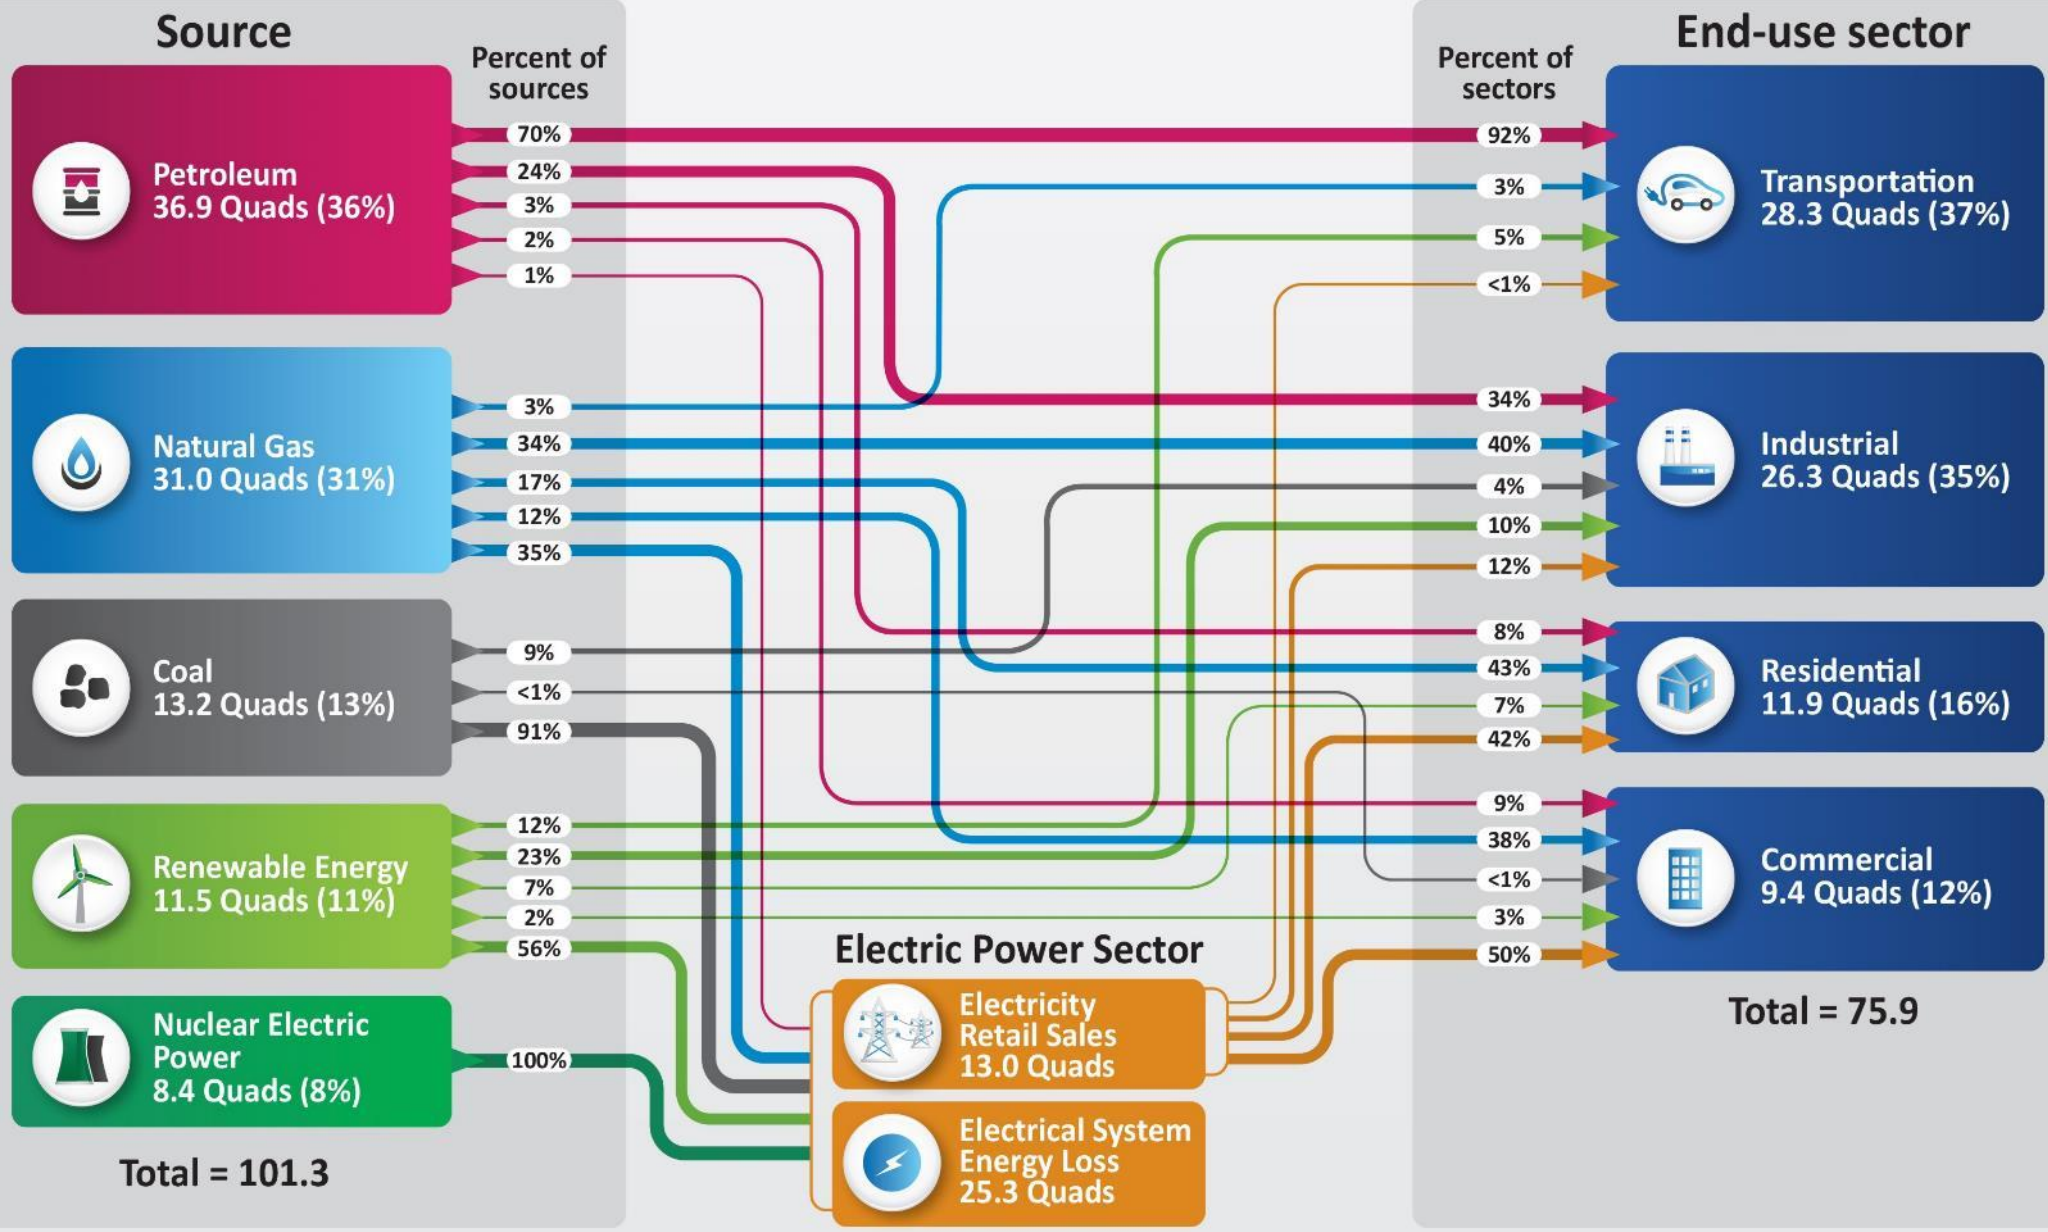 Source
Percent of
sources
Petroleum
36.9 Quads (36%)
70%
24%
3%
2%
1%
Natural Gas
31.0 Quads (31%)
3%
34%
17%
12%
35%
Coal
13.2 Quads (13%)
9%
<1%
91%
Renewable Energy
11.5 Quads (11%)
12%
23%
7%
2%
56%
Nuclear Electric
Power
8.4 Quads (8%)
100%
Total = 101.3
Electric Power Sector
Electricity
Retail Sales
13.0 Quads
Electrical System
Energy Loss
25.3 Quads
Percent of
sectors
End-use sector
92%
3%
5%
<1%
Transportation
28.3 Quads (37%)
34%
40%
4%
10%
12%
Industrial
26.3 Quads (35%)
8%
43%
7%
42%
Residential
11.9 Quads (16%)
9%
38%
<1%
3%
50%
Commercial
9.4 Quads (12%)
Total = 75.9